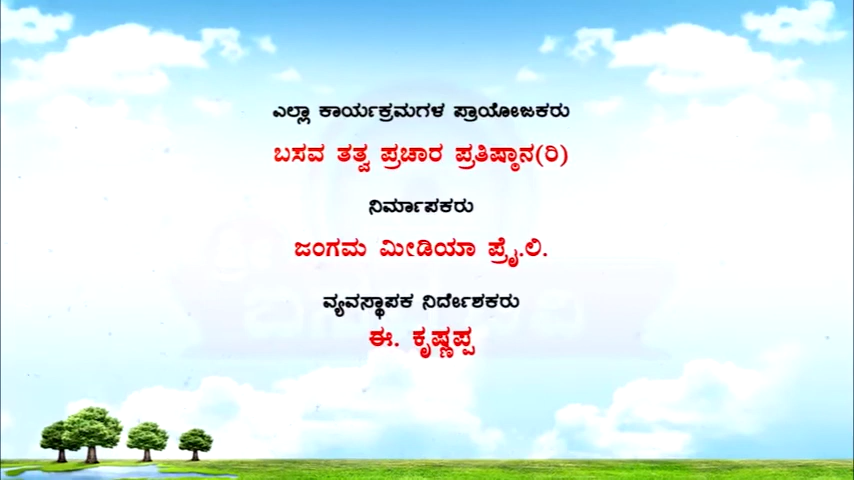 ಎಲ್ಲಾ ಕಾರ್ಯಕ್ರಮಗಳ ಪ್ರಾಯೋಜಕರು
ಬಸವ ತತ್ವ ಪ್ರಚಾರ ಪ್ರತಿಷ್ಠಾನ(ರಿ)
ನಿರ್ಮಾಪಕರು
ಜಂಗಮ ಮೀಡಿಯಾ ಪ್ರೈ.ಲಿ.
ವ್ಯವಸ್ಥಾಪಕ ನಿರ್ದೇಶಕರು
ಈ. ಕೃಷ್ಣಪ್ಪ